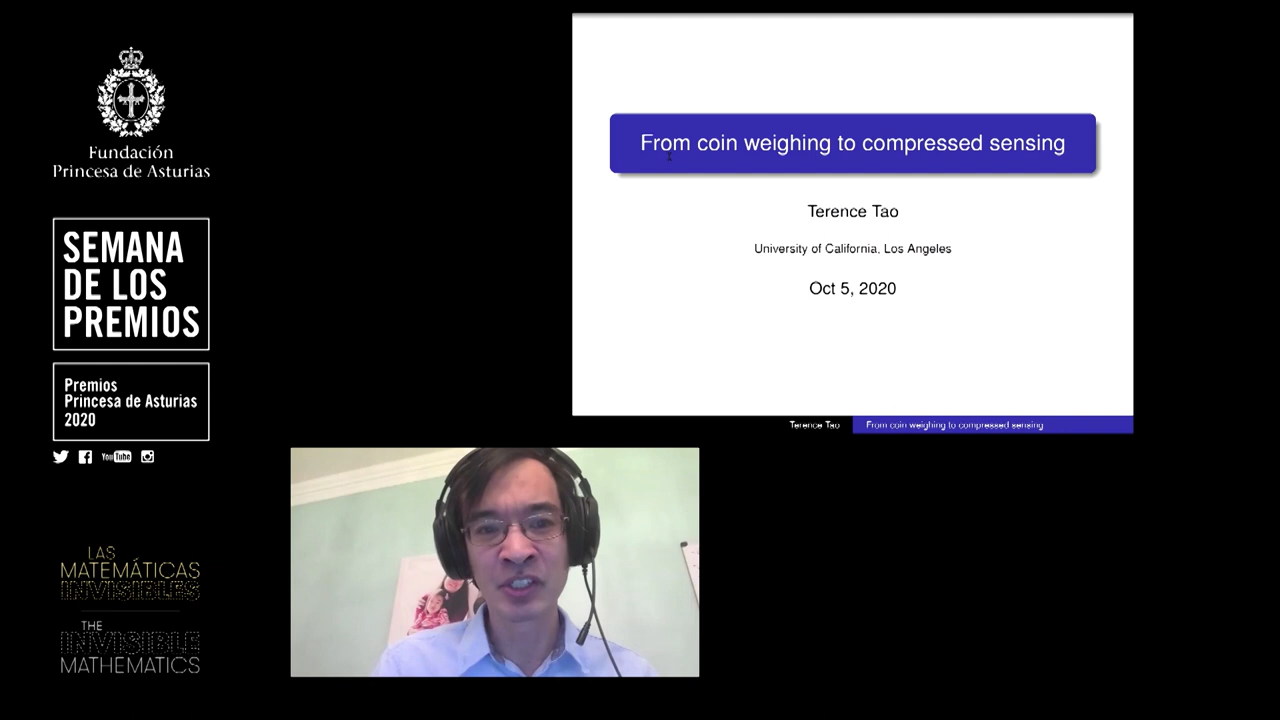 Fundación
Princesa de Asturias
SEMANA
DE LOS
PREMIOS
Premios
Princesa de Asturias
2020
YouTube
LAS
MATEMÁTICAS
INVISIBLES
THE
INVISIBLE
MATHEMATICS
From coin weighing to compressed sensing
Terence Tao
University of California, Los Angeles
Oct 5, 2020
Terence Tao From coin weighing to compressed sensing